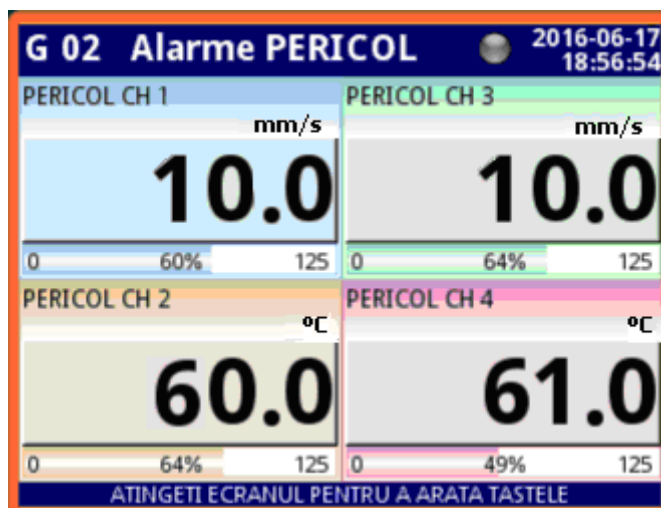 G 02 Alarme PERICOL
2016-06-17
18:56:54
PERICOL CH 1
mm/s
10.0
0 60% 125
PERICOL CH 3
mm/s
10.0
0 64% 125
PERICOL CH 2
ºC
60.0
0 64% 125
PERICOL CH 4
ºC
61.0
0 49% 125
ATINGETI ECRANUL PENTRU A ARATA TASTELE